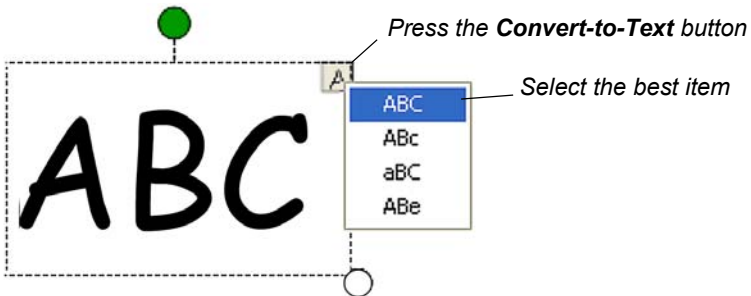 Press the Convert-to-Text button
A
Select the best item
ABC
ABC
ABc
aBC
ABe